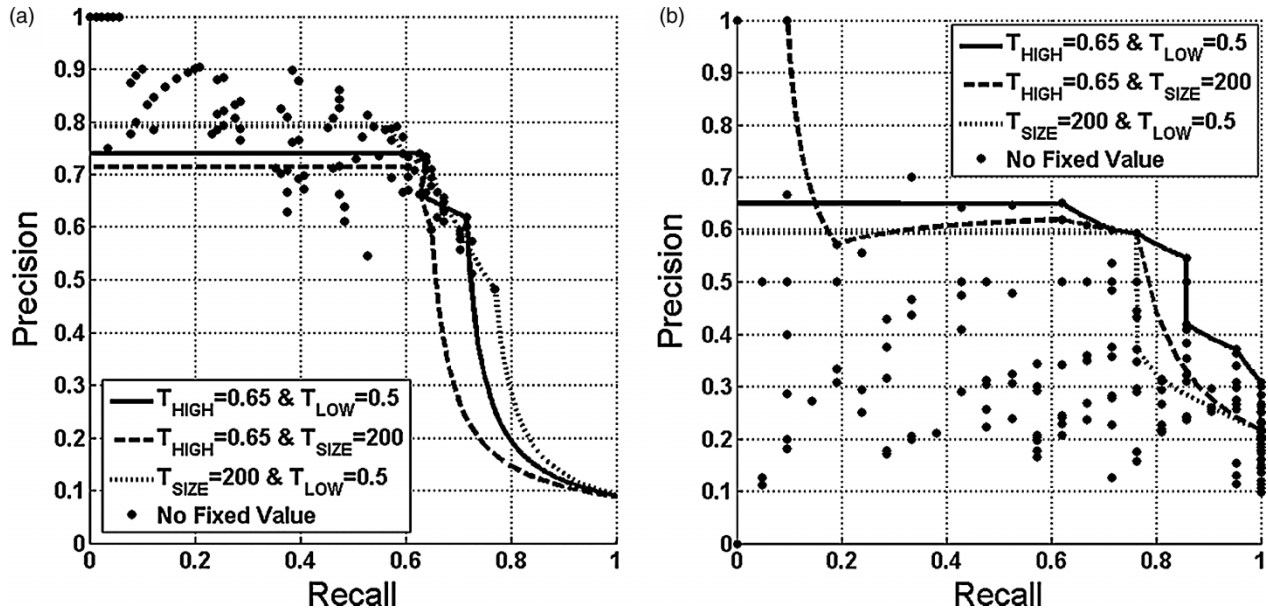 (a)
Precision
1
0.9
0.8
0.7
0.6
0.5
0.4
0.3
0.2
0.1
0
T_HIGH=0.65 & T_LOW=0.5
T_HIGH=0.65 & T_SIZE=200
T_SIZE=200 & T_LOW=0.5
No Fixed Value
0 0.2 0.4 0.6 0.8 1
Recall
(b)
Precision
1
0.9
0.8
0.7
0.6
0.5
0.4
0.3
0.2
0.1
0
T_HIGH=0.65 & T_LOW=0.5
T_HIGH=0.65 & T_SIZE=200
T_SIZE=200 & T_LOW=0.5
No Fixed Value
0 0.2 0.4 0.6 0.8 1
Recall